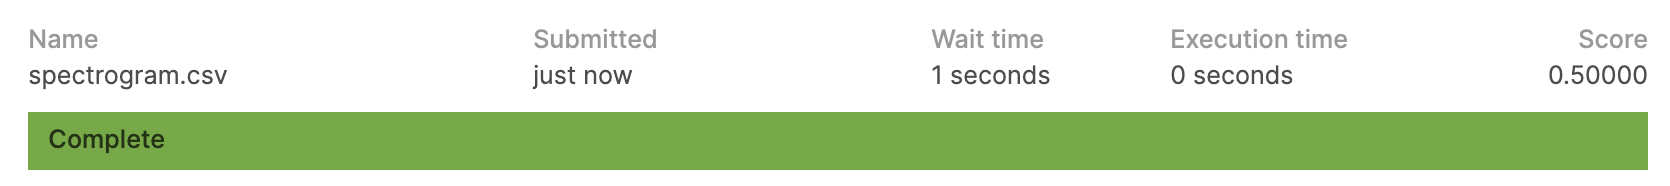 Name Submitted Wait time Execution time Score
spectrogram.csv just now 1 seconds 0 seconds 0.50000
Complete